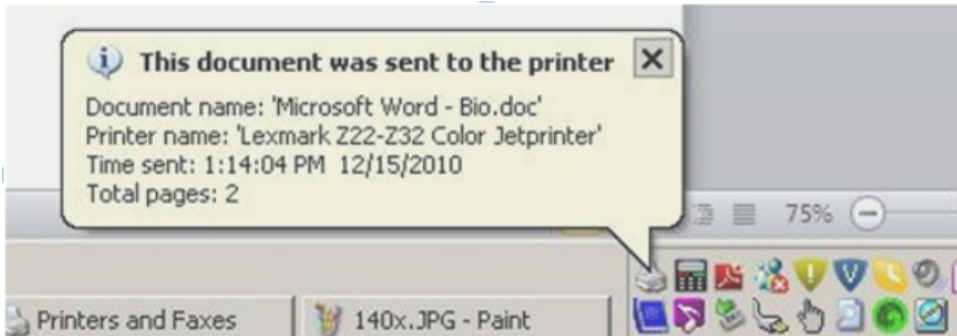 This document was sent to the printer
Document name: 'Microsoft Word - Bio.doc'
Printer name: 'Lexmark Z22-Z32 Color Jetprinter'
Time sent: 1:14:04 PM 12/15/2010
Total pages: 2
75%
Printers and Faxes
140x.JPG - Paint